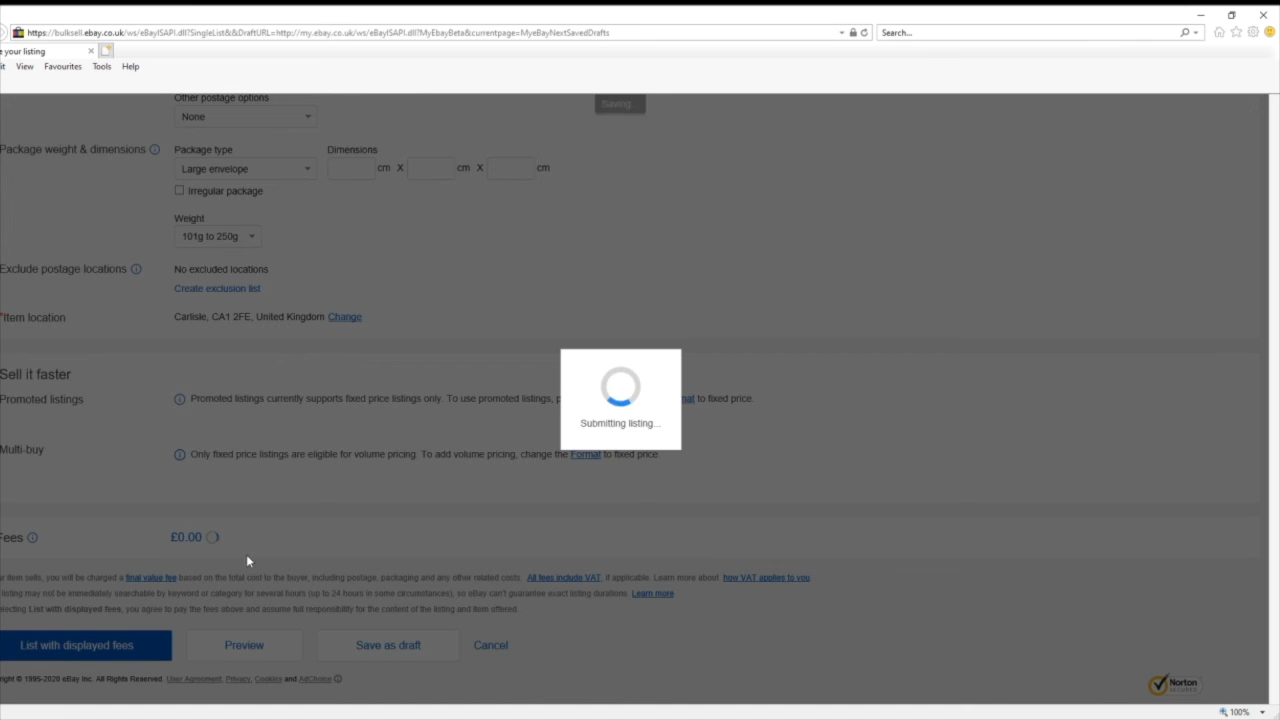 https://bulksell.ebay.co.uk/ws/eBayISAPI.dll?SingleList&&DraftURL=http://my.ebay.co.uk/ws/eBayISAPI.dll?MyEbayBeta&currentpage=MyeBayNextSavedDrafts
Search...
e your listing
it View Favourites Tools Help
Other postage options
Saving...
None
Package weight & dimensions
Package type
Dimensions
Large envelope
cm X cm X cm
Irregular package
Weight
101g to 250g
Exclude postage locations
No excluded locations
Create exclusion list
*Item location
Carlisle, CA1 2FE, United Kingdom Change
Sell it faster
Promoted listings
Promoted listings currently supports fixed price listings only. To use promoted listings, p
at to fixed price.
Submitting listing...
Multi-buy
Only fixed price listings are eligible for volume pricing. To add volume pricing, change the Format to fixed price.
Fees
£0.00
r item sells, you will be charged a final value fee based on the total cost to the buyer, including postage, packaging and any other related costs. All fees include VAT, if applicable. Learn more about how VAT applies to you
listing may not be immediately searchable by keyword or category for several hours (up to 24 hours in some circumstances), so eBay can't guarantee exact listing durations. Learn more
electing List with displayed fees, you agree to pay the fees above and assume full responsibility for the content of the listing and item offered.
List with displayed fees
Preview
Save as draft
Cancel
right © 1995-2020 eBay Inc. All Rights Reserved User Agreement, Privacy, Cookies and AdChoice
Norton
SECURED
100%